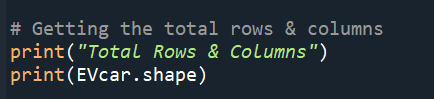 # Getting the total rows & columns
print("Total Rows & Columns")
print(EVcar.shape)